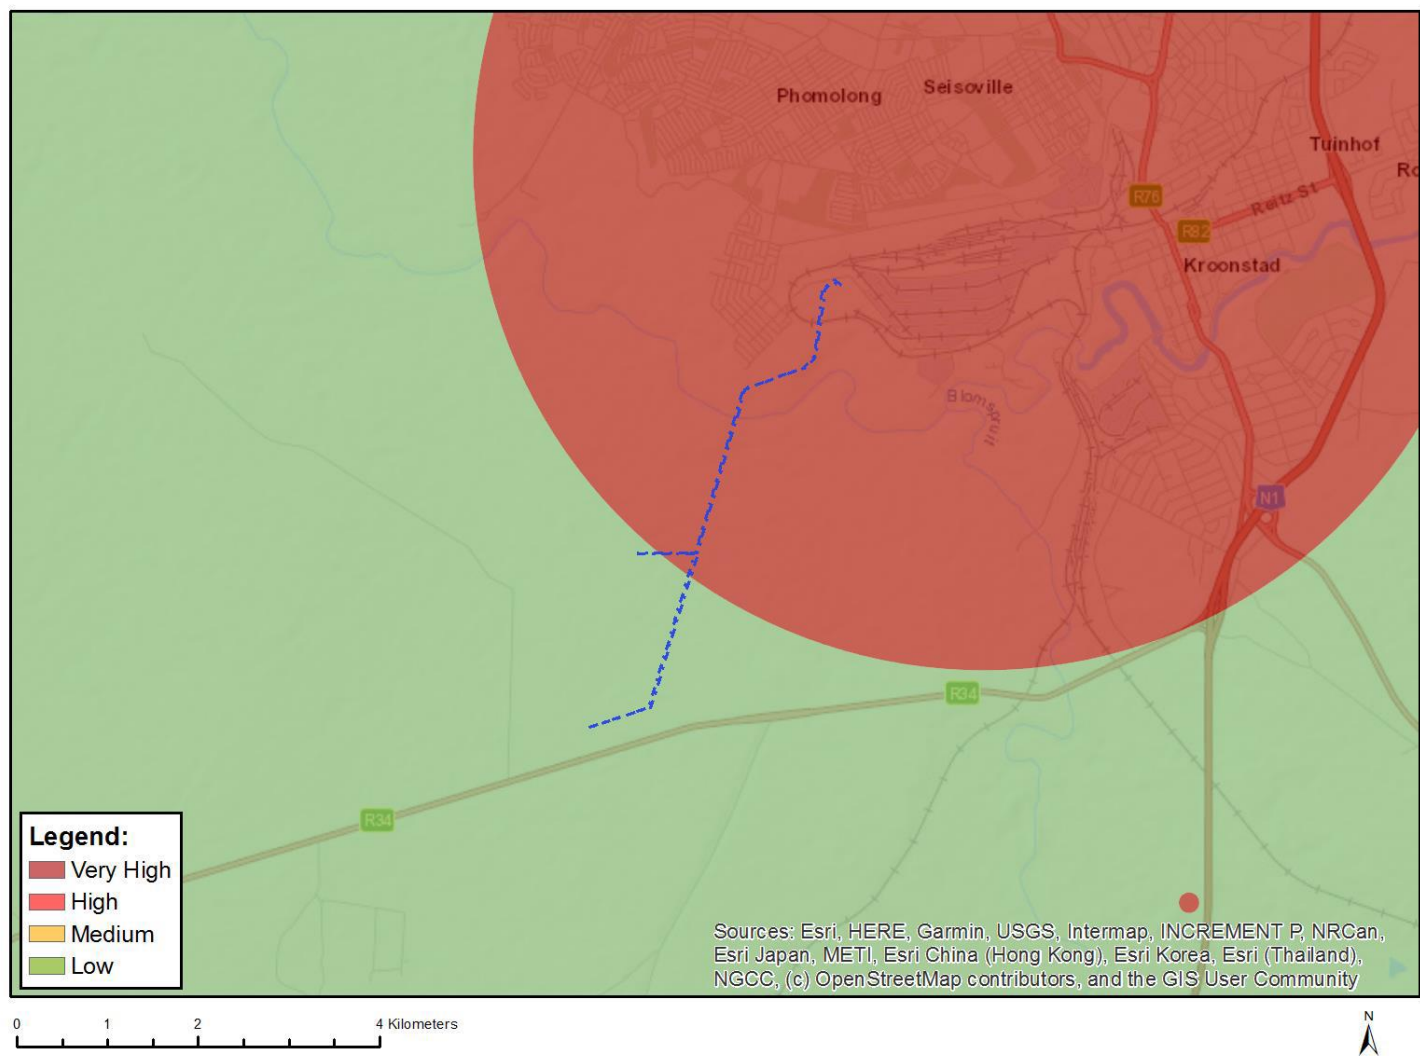 Phomolong
Seisoville
Tuinhof
Ro
R76
Reitz St
R82
Kroonstad
Blomspruit
N1
R34
R34
Legend:
Very High
High
Medium
Low
Sources: Esri, HERE, Garmin, USGS, Intermap, INCREMENT P, NRCan,
Esri Japan, METI, Esri China (Hong Kong), Esri Korea, Esri (Thailand),
NGCC, (c) OpenStreetMap contributors, and the GIS User Community
0 1 2 4 Kilometers
N